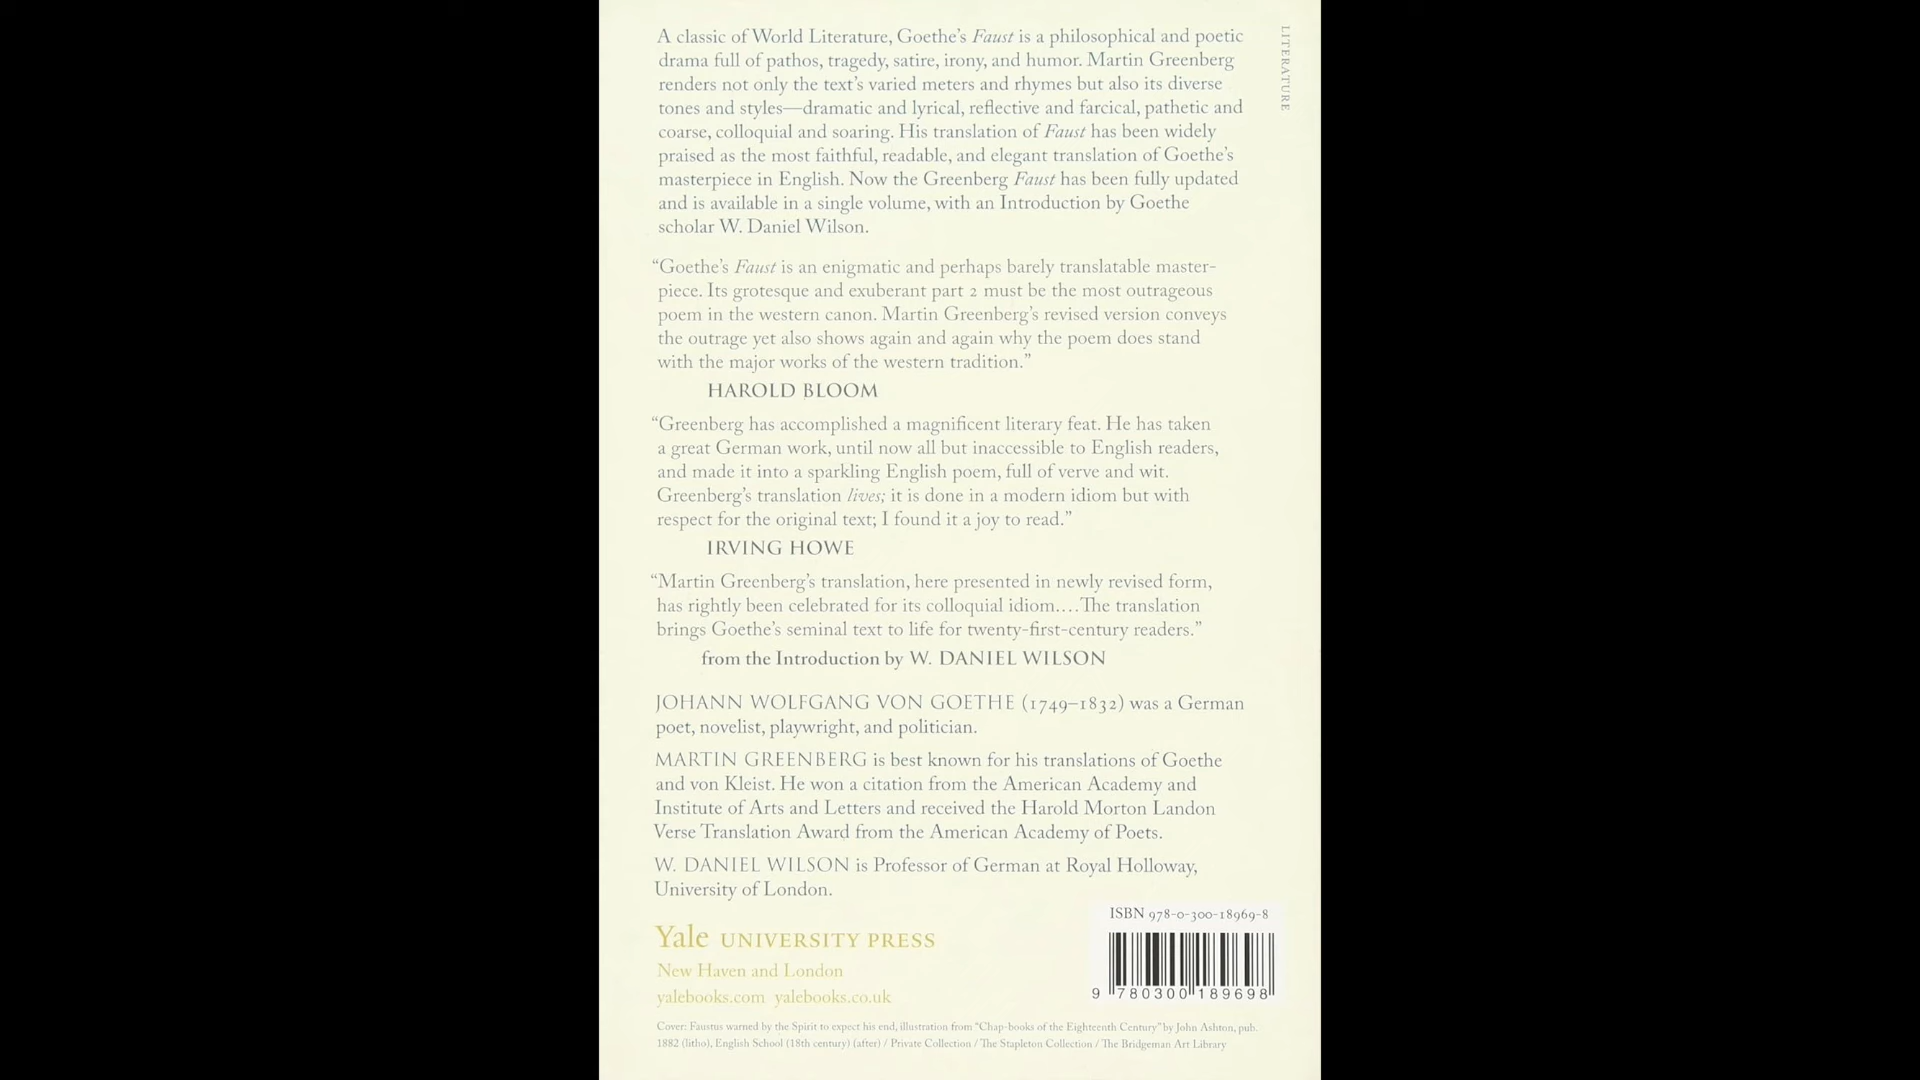 A classic of World Literature, Goethe's Faust is a philosophical and poetic
drama full of pathos, tragedy, satire, irony, and humor. Martin Greenberg
renders not only the text's varied meters and rhymes but also its diverse
tones and styles—dramatic and lyrical, reflective and farcical, pathetic and
coarse, colloquial and soaring. His translation of Faust has been widely
praised as the most faithful, readable, and elegant translation of Goethe's
masterpiece in English. Now the Greenberg Faust has been fully updated
and is available in a single volume, with an Introduction by Goethe
scholar W. Daniel Wilson.
LITERATURE
“Goethe's Faust is an enigmatic and perhaps barely translatable master-
piece. Its grotesque and exuberant part 2 must be the most outrageous
poem in the western canon. Martin Greenberg's revised version conveys
the outrage yet also shows again and again why the poem does stand
with the major works of the western tradition.”
HAROLD BLOOM
“Greenberg has accomplished a magnificent literary feat. He has taken
a great German work, until now all but inaccessible to English readers,
and made it into a sparkling English poem, full of verve and wit.
Greenberg's translation lives; it is done in a modern idiom but with
respect for the original text; I found it a joy to read.”
IRVING HOWE
“Martin Greenberg's translation, here presented in newly revised form,
has rightly been celebrated for its colloquial idiom....The translation
brings Goethe's seminal text to life for twenty-first-century readers.”
from the Introduction by W. DANIEL WILSON
JOHANN WOLFGANG VON GOETHE (1749–1832) was a German
poet, novelist, playwright, and politician.
MARTIN GREENBERG is best known for his translations of Goethe
and von Kleist. He won a citation from the American Academy and
Institute of Arts and Letters and received the Harold Morton Landon
Verse Translation Award from the American Academy of Poets.
W. DANIEL WILSON is Professor of German at Royal Holloway,
University of London.
Yale UNIVERSITY PRESS
New Haven and London
yalebooks.com yalebooks.co.uk
ISBN 978-0-300-18969-8
9 780300 189698
Cover: Faustus warned by the Spirit to expect his end, illustration from “Chap-books of the Eighteenth Century” by John Ashton, pub.
1882 (litho), English School (18th century) (after) / Private Collection / The Stapleton Collection / The Bridgeman Art Library